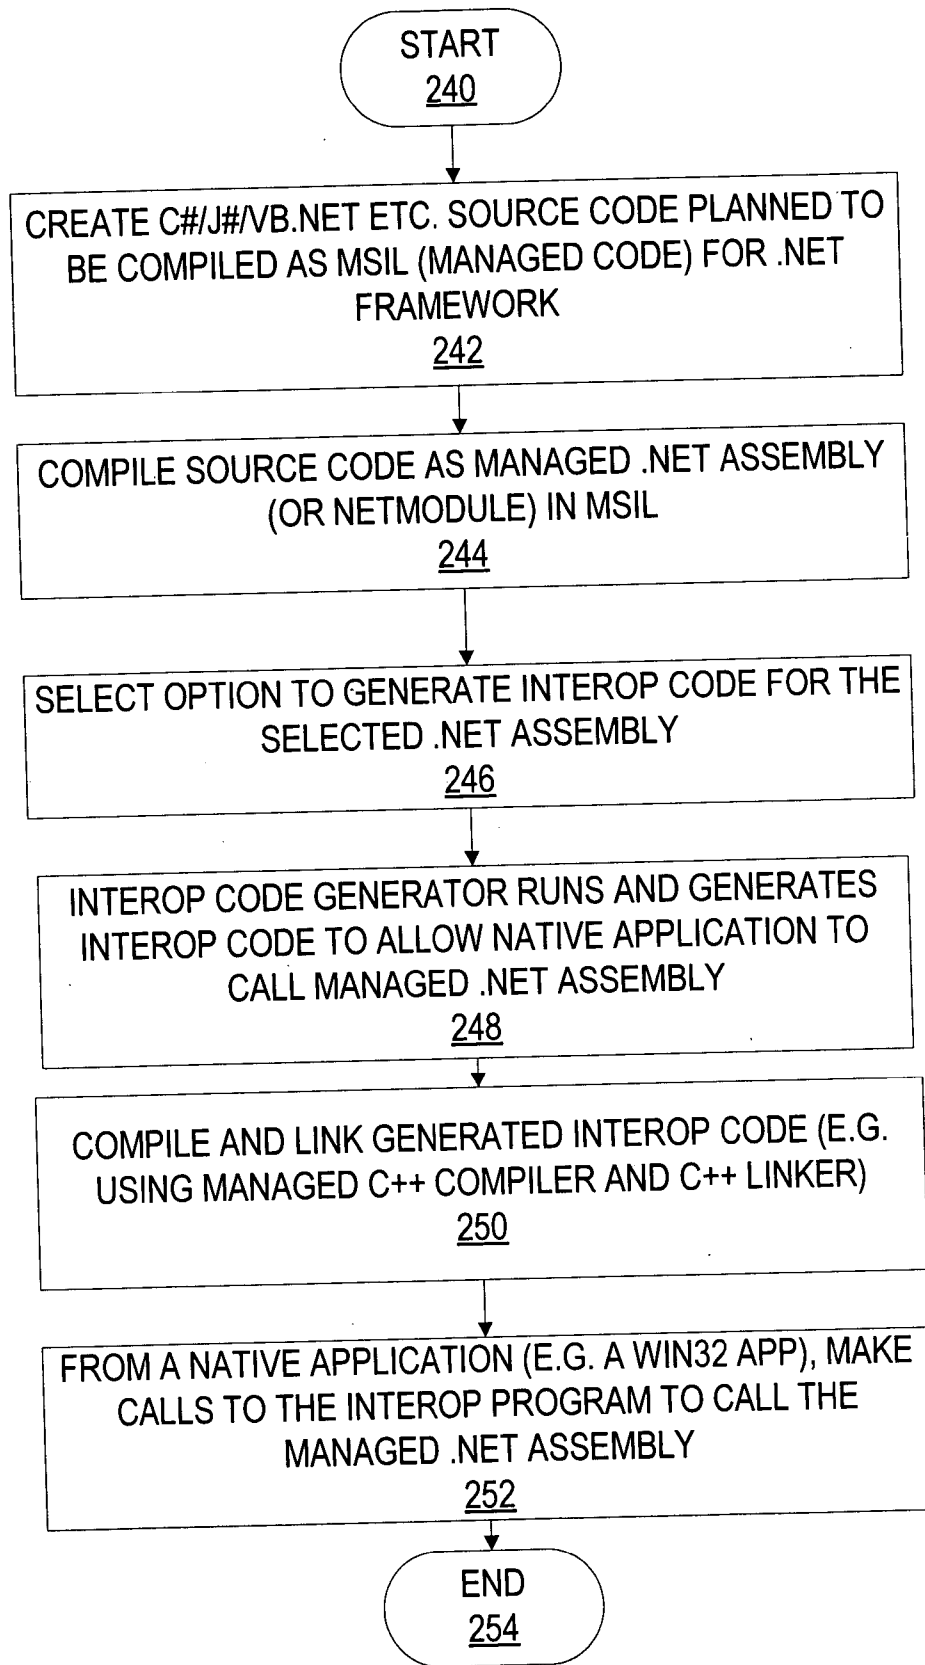 START
240
CREATE C#/J#/VB.NET ETC. SOURCE CODE PLANNED TO
BE COMPILED AS MSIL (MANAGED CODE) FOR .NET
FRAMEWORK
242
COMPILE SOURCE CODE AS MANAGED .NET ASSEMBLY
(OR NETMODULE) IN MSIL
244
SELECT OPTION TO GENERATE INTEROP CODE FOR THE
SELECTED .NET ASSEMBLY
246
INTEROP CODE GENERATOR RUNS AND GENERATES
INTEROP CODE TO ALLOW NATIVE APPLICATION TO
CALL MANAGED .NET ASSEMBLY
248
COMPILE AND LINK GENERATED INTEROP CODE (E.G.
USING MANAGED C++ COMPILER AND C++ LINKER)
250
FROM A NATIVE APPLICATION (E.G. A WIN32 APP), MAKE
CALLS TO THE INTEROP PROGRAM TO CALL THE
MANAGED .NET ASSEMBLY
252
END
254